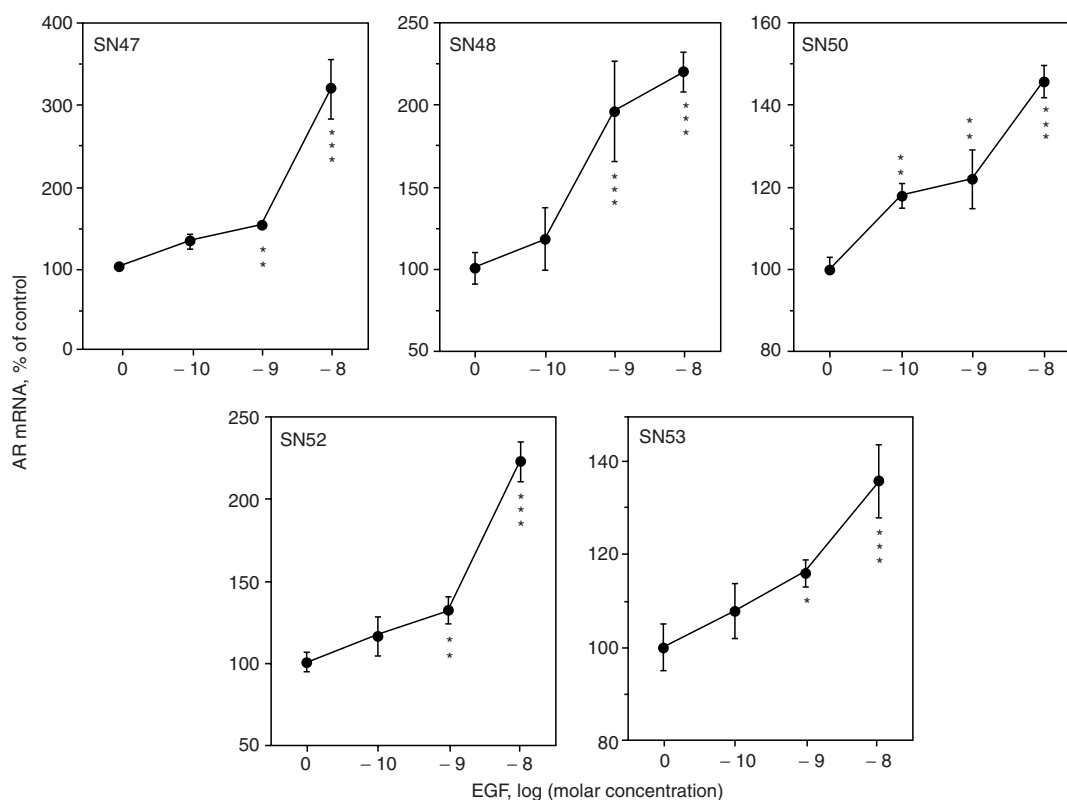 SN47
400
300
200
100
0
0 – 10 – 9 – 8
* * *
* *
SN48
250
200
150
100
50
0 – 10 – 9 – 8
* * *
* * *
SN50
160
140
120
100
80
0 – 10 – 9 – 8
* *
* *
* * *
AR mRNA, % of control
SN52
250
200
150
100
50
0 – 10 – 9 – 8
* *
* * *
SN53
140
120
100
80
0 – 10 – 9 – 8
*
* * *
EGF, log (molar concentration)